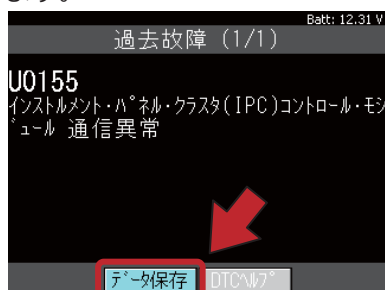 ます。
Batt: 12.31 V
過去故障 (1/1)
U0155
インストルメント・パネル・クラスタ(IPC)コントロール・モジ
ュール 通信異常
データ保存 DTCヘルプ